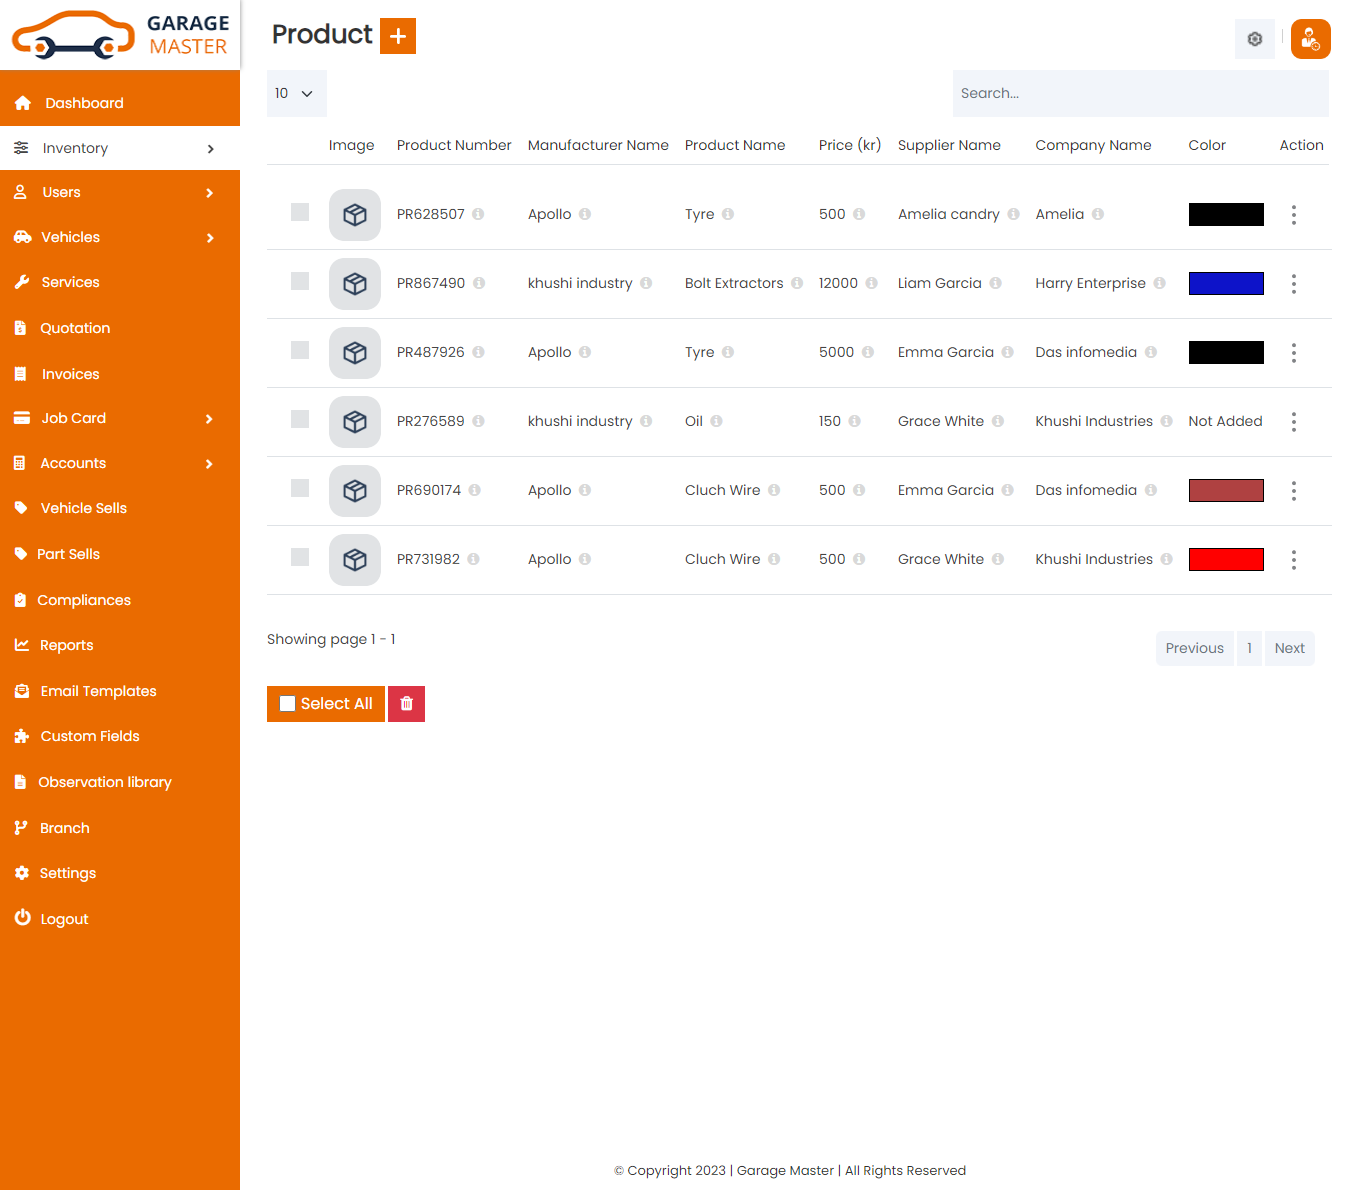 GARAGE
MASTER
Product +
10
Search...
Dashboard
Inventory
Users
Vehicles
Services
Quotation
Invoices
Job Card
Accounts
Vehicle Sells
Part Sells
Compliances
Reports
Email Templates
Custom Fields
Observation library
Branch
Settings
Logout
Image Product Number Manufacturer Name Product Name Price (kr) Supplier Name Company Name Color Action
PR628507 Apollo Tyre 500 Amelia candry Amelia
PR867490 khushi industry Bolt Extractors 12000 Liam Garcia Harry Enterprise
PR487926 Apollo Tyre 5000 Emma Garcia Das infomedia
PR276589 khushi industry Oil 150 Grace White Khushi Industries Not Added
PR690174 Apollo Cluch Wire 500 Emma Garcia Das infomedia
PR731982 Apollo Cluch Wire 500 Grace White Khushi Industries
Showing page 1 - 1
Previous 1 Next
Select All
© Copyright 2023 | Garage Master | All Rights Reserved